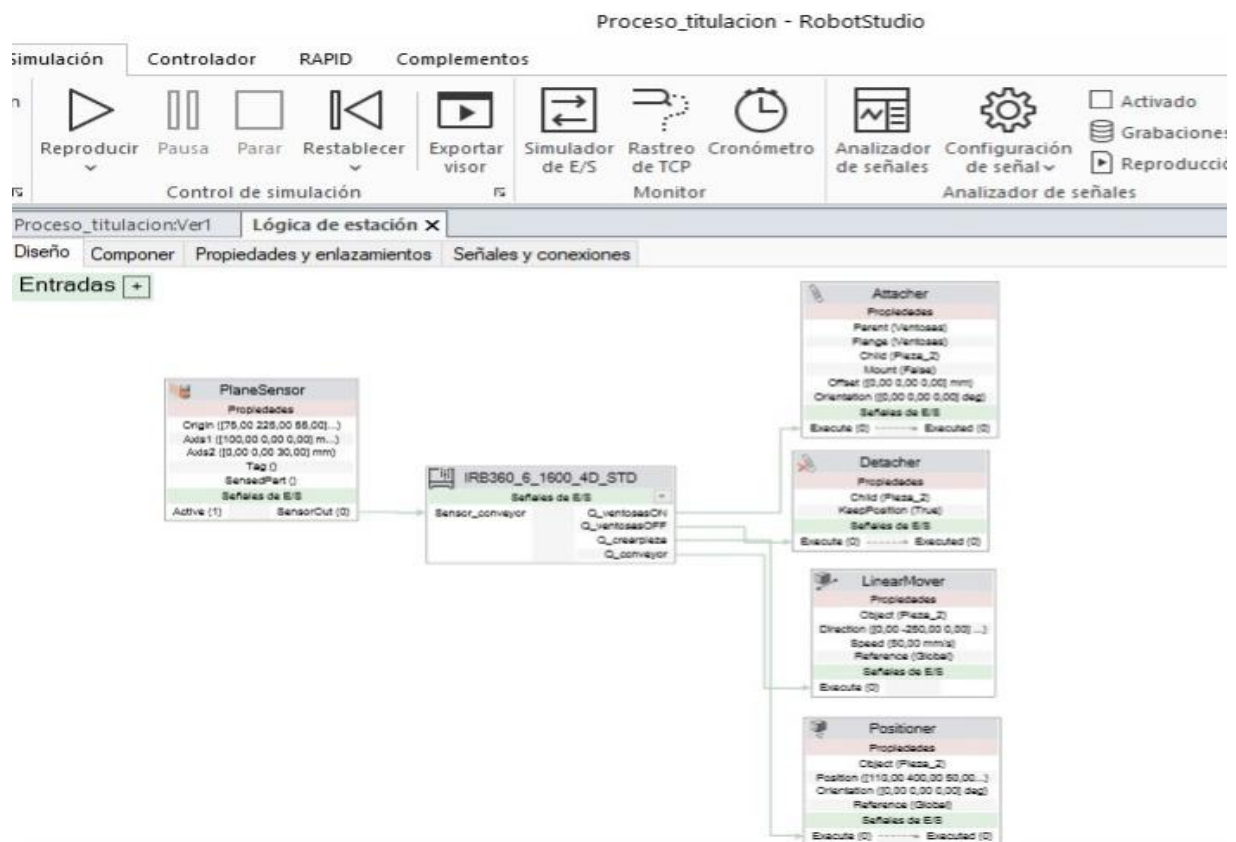 Proceso_titulacion - RobotStudio
Simulación Controlador RAPID Complementos
n
Reproducir Pausa Parar Restablecer Exportar visor Simulador de E/S Rastreo de TCP Cronómetro Analizador de señales Configuración de señal
Activado
Grabaciones
Reproducció
Control de simulación Monitor Analizador de señales
Proceso_titulacion:Ver1 Lógica de estación X
Diseño Componer Propiedades y enlazamientos Señales y conexiones
Entradas +
PlaneSensor
Propiedades
Origin ([75,00 225,00 55,00]...)
Axis1 ([100,00 0,00 0,00] m...)
Axis2 ([0,00 0,00 30,00] mm)
Tag ()
SensedPart ()
Señales de E/S
Active (1) SensorOut (0)
IRB360_6_1600_4D_STD
Señales de E/S
Sensor_conveyor Q_ventosasON
Q_ventosasOFF
Q_crearpieza
Q_conveyor
Attacher
Propiedades
Parent (Ventosas)
Flange (Ventosas)
Child (Pieza_2)
Mount (False)
Offset ([0,00 0,00 0,00] mm)
Orientation ([0,00 0,00 0,00] deg)
Señales de E/S
Execute (0) Executed (0)
Detacher
Propiedades
Child (Pieza_2)
KeepPosition (True)
Señales de E/S
Execute (0) Executed (0)
LinearMover
Propiedades
Object (Pieza_2)
Direction ([0,00 -250,00 0,00] ...)
Speed (50,00 mm/s)
Reference (Global)
Señales de E/S
Execute (0)
Positioner
Propiedades
Object (Pieza_2)
Position ([110,00 400,00 50,00...)
Orientation ([0,00 0,00 0,00] deg)
Reference (Global)
Señales de E/S
Execute (0) Executed (0)